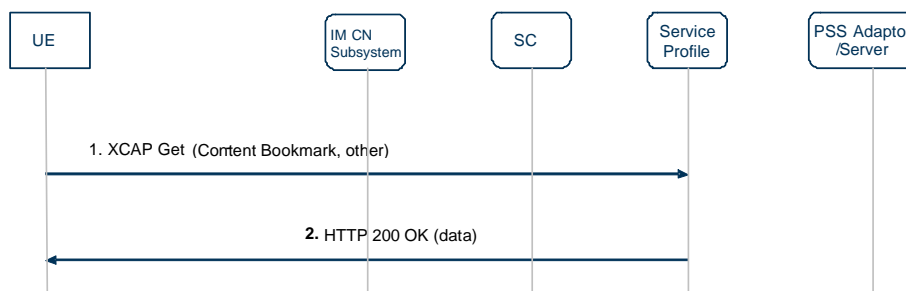 UE
IM CN
Subsystem
SC
Service
Profile
PSS Adapto
/Server
1. XCAP Get (Content Bookmark, other)
2. HTTP 200 OK (data)